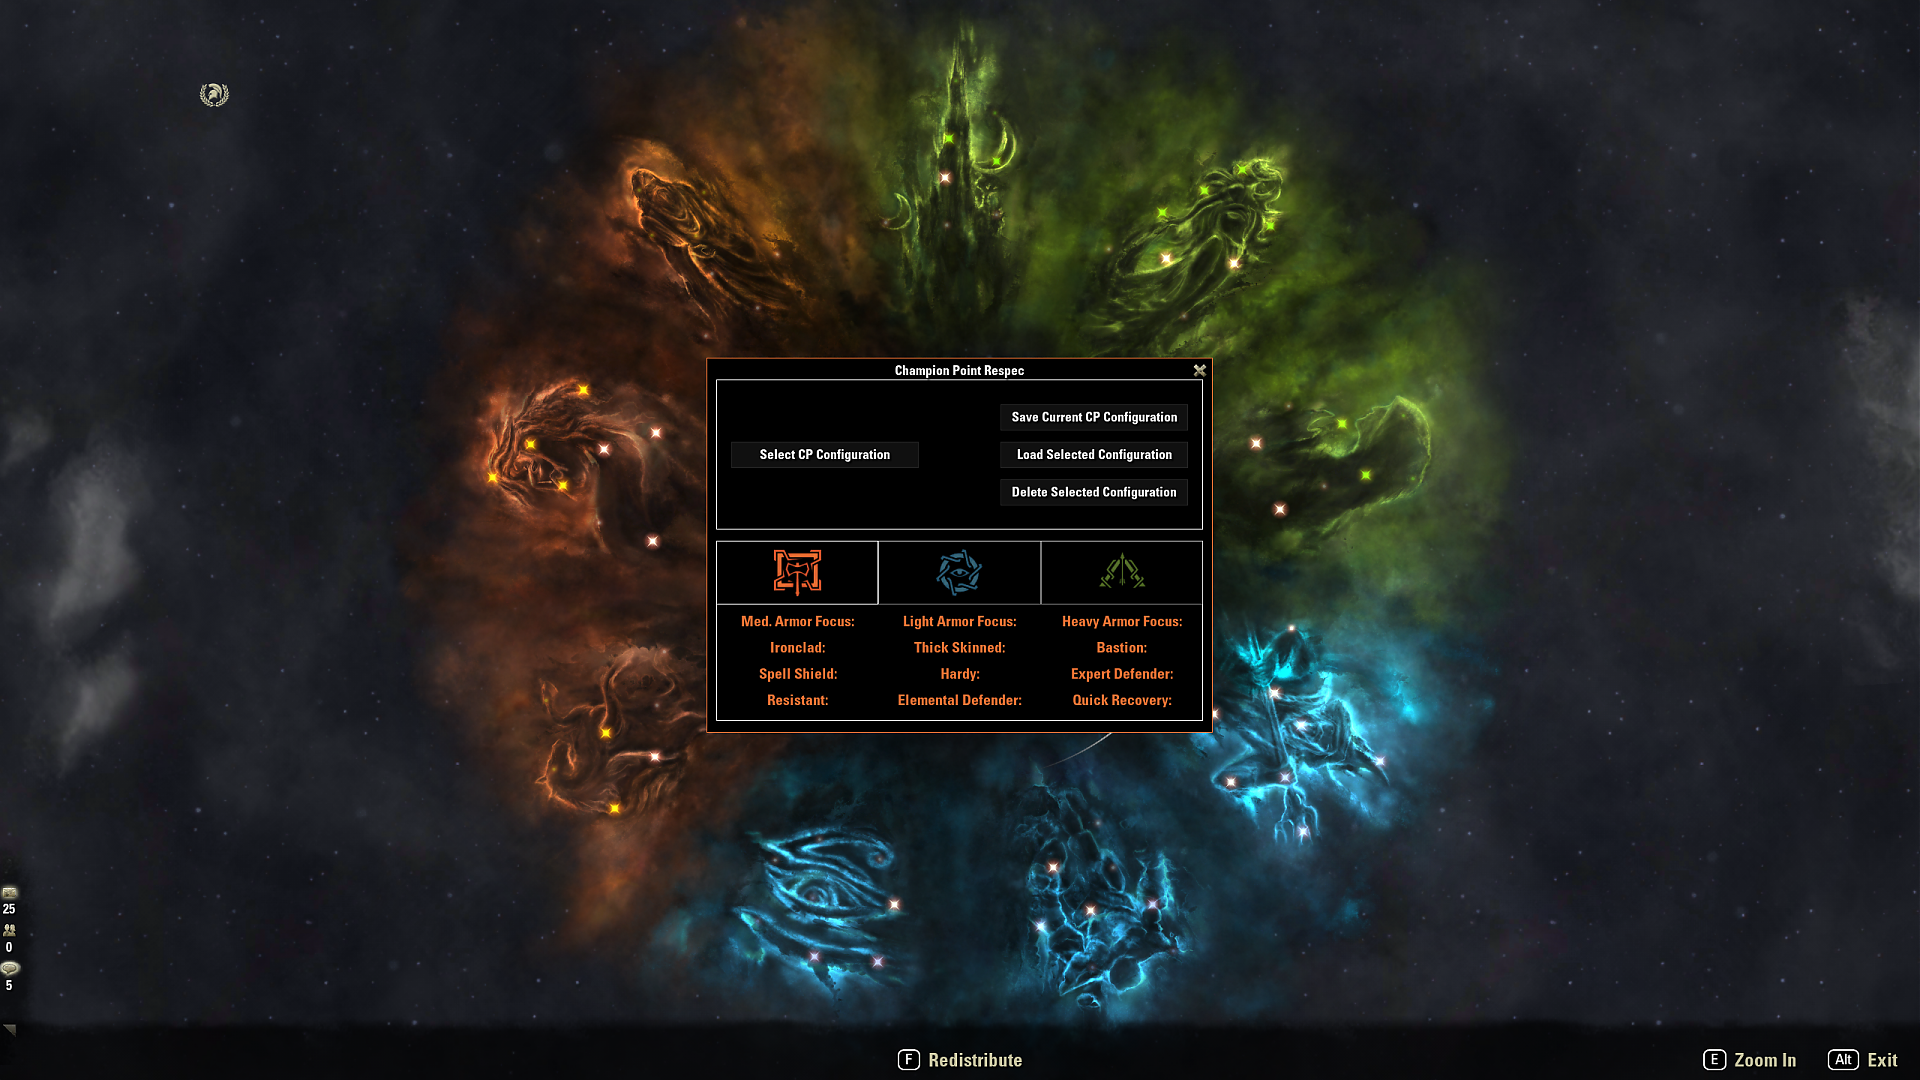 Champion Point Respec
Save Current CP Configuration
Select CP Configuration
Load Selected Configuration
Delete Selected Configuration
Med. Armor Focus:
Light Armor Focus:
Heavy Armor Focus:
Ironclad:
Thick Skinned:
Bastion:
Spell Shield:
Hardy:
Expert Defender:
Resistant:
Elemental Defender:
Quick Recovery:
25
0
5
F Redistribute
E Zoom In
Alt Exit